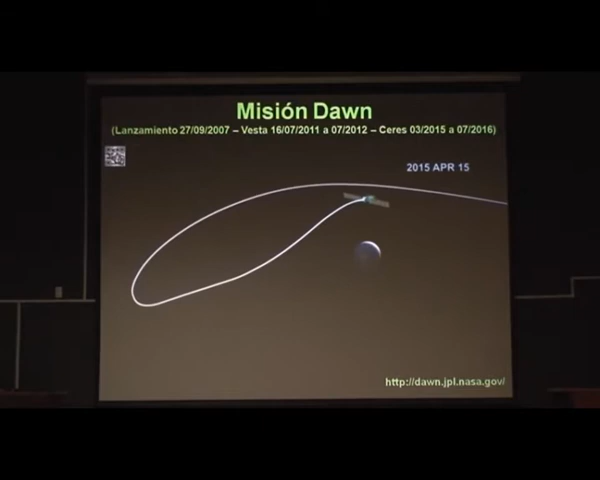 Misión Dawn
(Lanzamiento 27/09/2007 – Vesta 16/07/2011 a 07/2012 – Ceres 03/2015 a 07/2016)
2015 APR 15
http://dawn.jpl.nasa.gov/